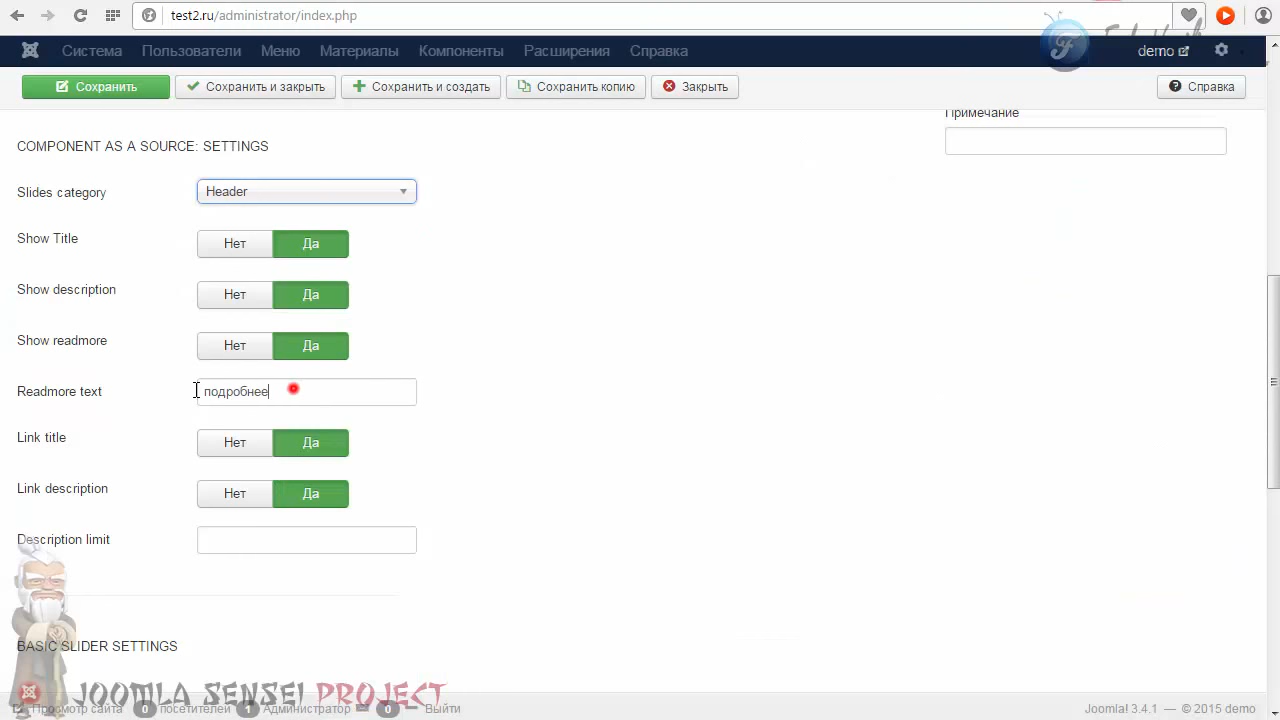 test2.ru/administrator/index.php
Система Пользователи Меню Материалы Компоненты Расширения Справка demo
Сохранить Сохранить и закрыть Сохранить и создать Сохранить копию Закрыть Справка
Примечание
COMPONENT AS A SOURCE: SETTINGS
Slides category Header
Show Title Нет Да
Show description Нет Да
Show readmore Нет Да
Readmore text подробнее
Link title Нет Да
Link description Нет Да
Description limit
BASIC SLIDER SETTINGS
JOOMLA SENSEI PROJECT
Просмотр сайта 0 посетителей 1 Администратор 0 Выйти Joomla! 3.4.1 — © 2015 demo